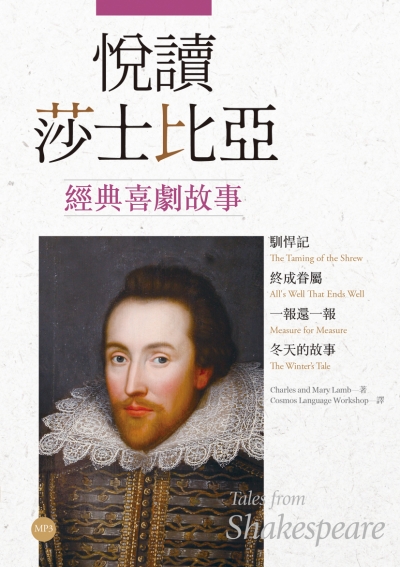 悅讀
莎士比亞
經典喜劇故事
馴悍記
The Taming of the Shrew
終成眷屬
All's Well That Ends Well
一報還一報
Measure for Measure
冬天的故事
The Winter's Tale
Charles and Mary Lamb─著
Cosmos Language Workshop─譯
Tales from
Shakespeare
MP3